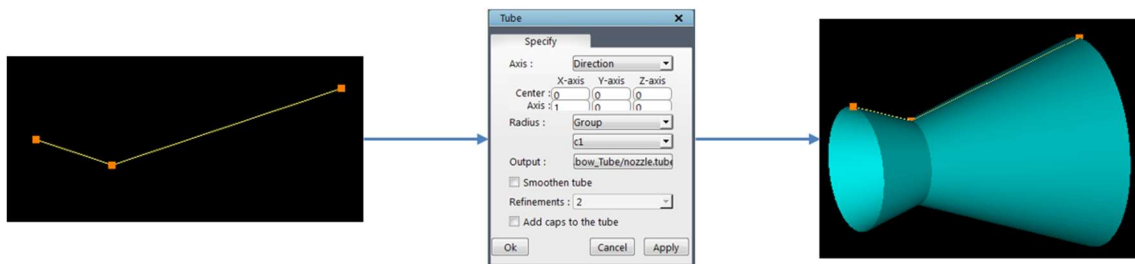 Tube
Specify
Axis : Direction
X-axis Y-axis Z-axis
Center : 0 0 0
Axis : 1 0 0
Radius : Group
c1
Output : .bow_Tube/nozzle.tube
Smoothen tube
Refinements : 2
Add caps to the tube
Ok Cancel Apply